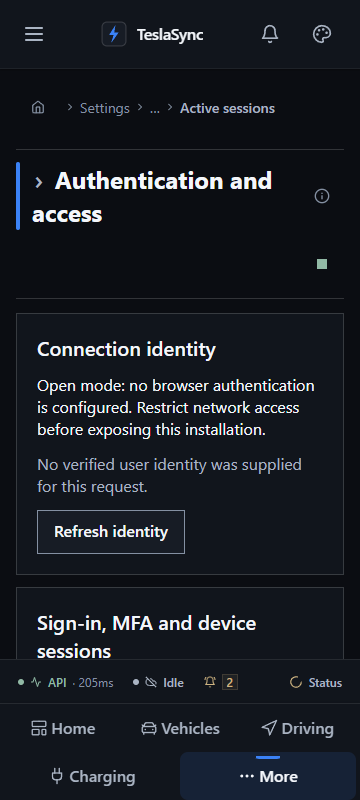 TeslaSync
Settings
...
Active sessions
Authentication and
access
Connection identity
Open mode: no browser authentication
is configured. Restrict network access
before exposing this installation.
No verified user identity was supplied
for this request.
Refresh identity
Sign-in, MFA and device
sessions
API · 205ms
Idle
2
Status
Home
Vehicles
Driving
Charging
More